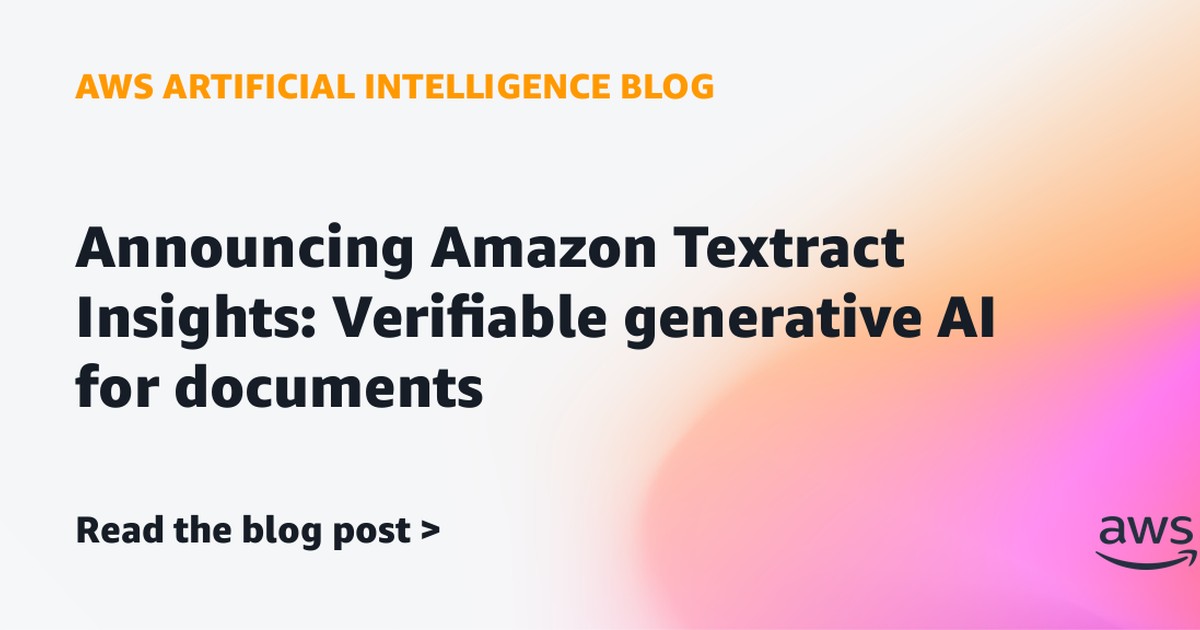 AWS ARTIFICIAL INTELLIGENCE BLOG
Announcing Amazon Textract
Insights: Verifiable generative AI
for documents
Read the blog post >
aws